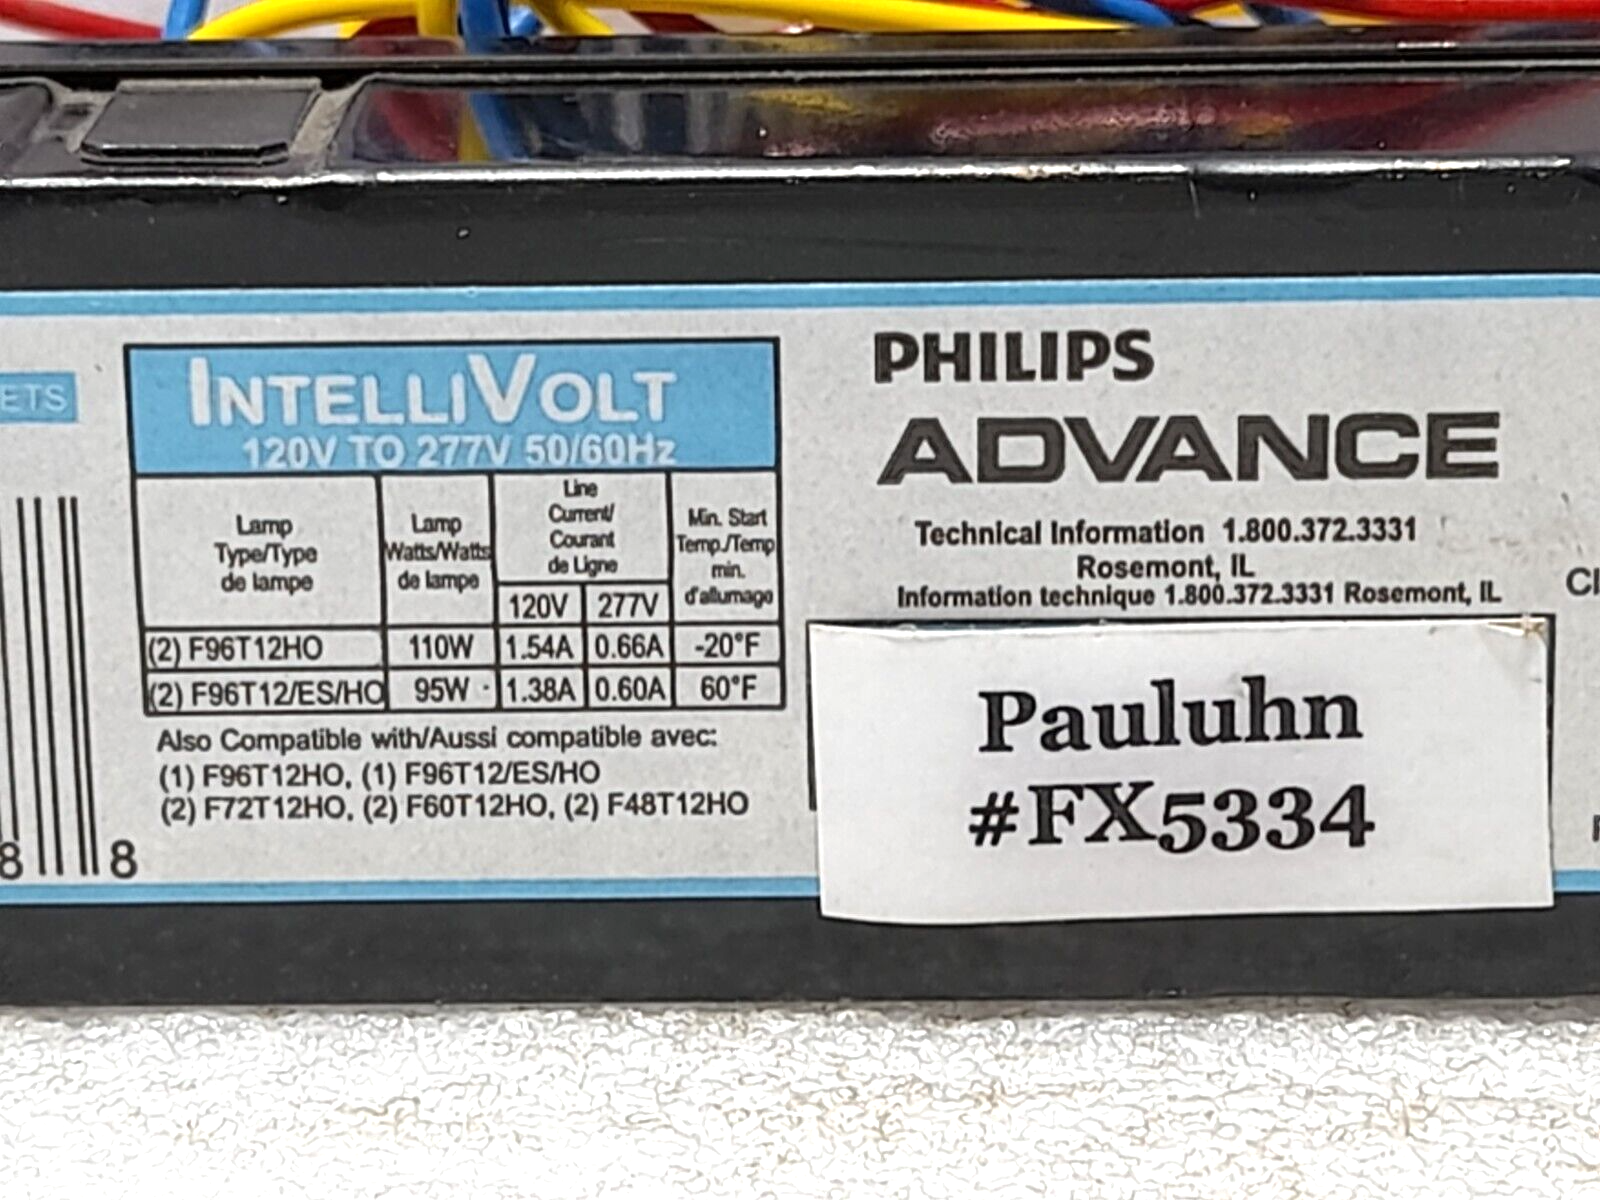 ETS
INTELLIVOLT
120V TO 277V 50/60Hz
Lamp Type/Type de lampe
Lamp Watts/Watts de lampe
Line Current/ Courant de Ligne
Min. Start Temp./Temp min. d'allumage
120V 277V
(2) F96T12HO 110W 1.54A 0.66A -20°F
(2) F96T12/ES/HO 95W 1.38A 0.60A 60°F
Also Compatible with/Aussi compatible avec:
(1) F96T12HO, (1) F96T12/ES/HO
(2) F72T12HO, (2) F60T12HO, (2) F48T12HO
8 8
PHILIPS
ADVANCE
Technical Information 1.800.372.3331
Rosemont, IL
Information technique 1.800.372.3331 Rosemont, IL
Pauluhn
#FX5334